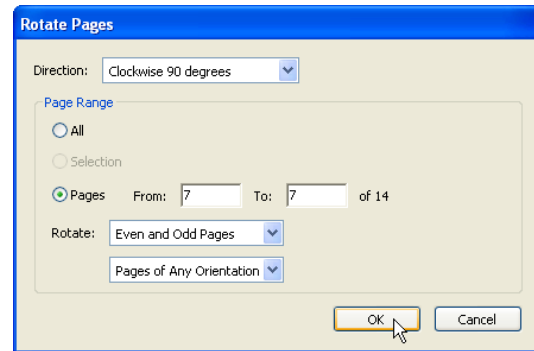 Rotate Pages
Direction: Clockwise 90 degrees
Page Range
All
Selection
Pages From: 7 To: 7 of 14
Rotate: Even and Odd Pages
Pages of Any Orientation
OK Cancel